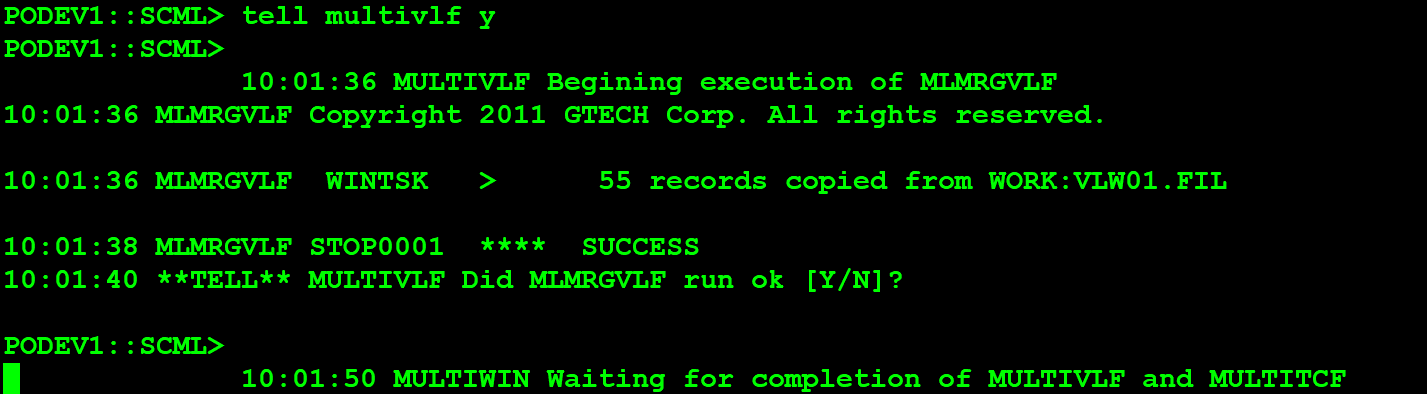 PODEV1::SCML> tell multivlf y
PODEV1::SCML>
10:01:36 MULTIVLF Begining execution of MLMRGVLF
10:01:36 MLMRGVLF Copyright 2011 GTECH Corp. All rights reserved.
10:01:36 MLMRGVLF WINTSK > 55 records copied from WORK:VLW01.FIL
10:01:38 MLMRGVLF STOP0001 **** SUCCESS
10:01:40 **TELL** MULTIVLF Did MLMRGVLF run ok [Y/N]?
PODEV1::SCML>
10:01:50 MULTIWIN Waiting for completion of MULTIVLF and MULTITCF